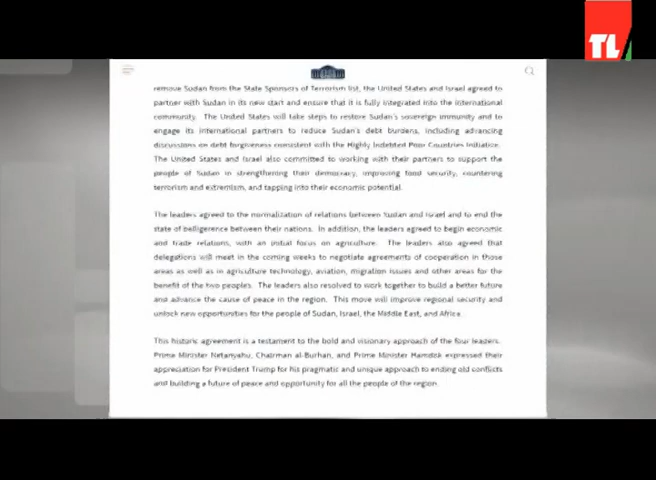 TL
remove Sudan from the State Sponsors of Terrorism list, the United States and Israel agreed to
partner with Sudan in its new start and ensure that it is fully integrated into the international
community. The United States will take steps to restore Sudan's sovereign immunity and to
engage its international partners to reduce Sudan's debt burdens, including advancing
discussions on debt forgiveness consistent with the Highly Indebted Poor Countries Initiative.
The United States and Israel also committed to working with their partners to support the
people of Sudan in strengthening their democracy, improving food security, countering
terrorism and extremism, and tapping into their economic potential.
The leaders agreed to the normalization of relations between Sudan and Israel and to end the
state of belligerence between their nations. In addition, the leaders agreed to begin economic
and trade relations, with an initial focus on agriculture. The leaders also agreed that
delegations will meet in the coming weeks to negotiate agreements of cooperation in those
areas as well as in agriculture technology, aviation, migration issues and other areas for the
benefit of the two peoples. The leaders also resolved to work together to build a better future
and advance the cause of peace in the region. This move will improve regional security and
unlock new opportunities for the people of Sudan, Israel, the Middle East, and Africa.
This historic agreement is a testament to the bold and visionary approach of the four leaders.
Prime Minister Netanyahu, Chairman al-Burhan, and Prime Minister Hamdok expressed their
appreciation for President Trump for his pragmatic and unique approach to ending old conflicts
and building a future of peace and opportunity for all the people of the region.